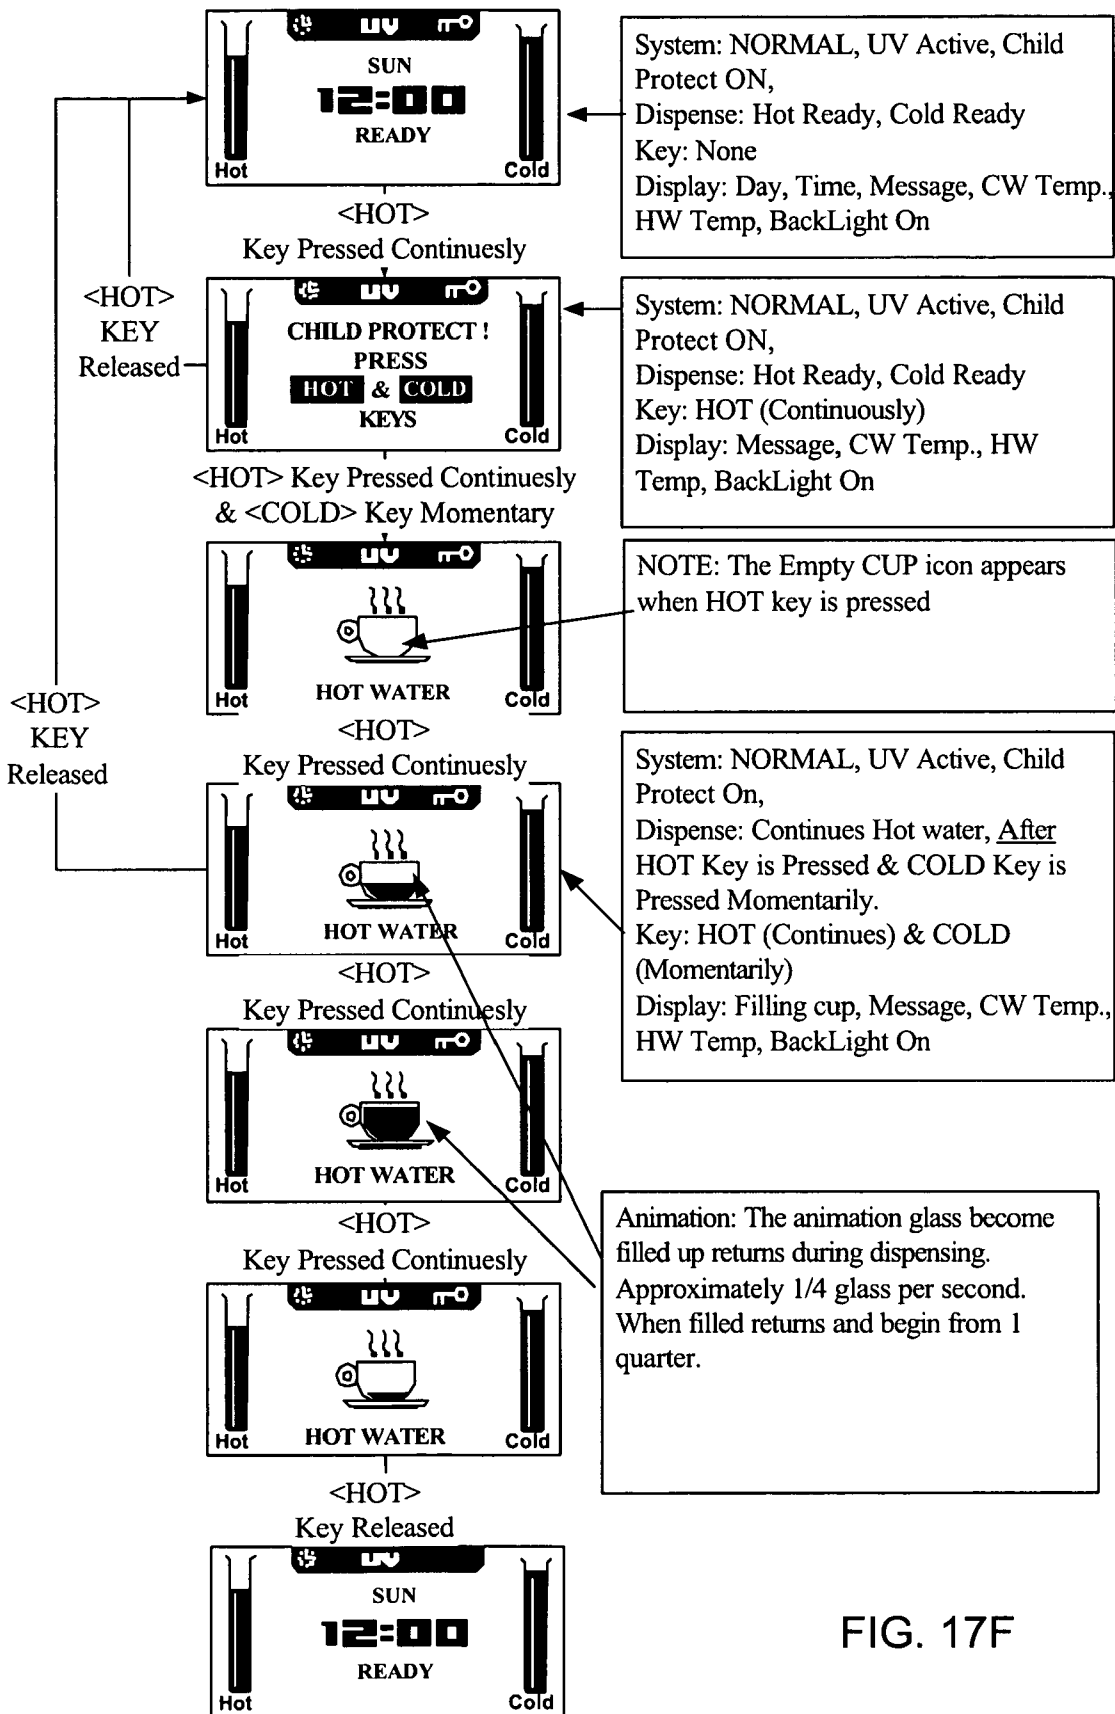 UV
SUN
12:00
READY
Hot
Cold
System: NORMAL, UV Active, Child
Protect ON,
Dispense: Hot Ready, Cold Ready
Key: None
Display: Day, Time, Message, CW Temp.,
HW Temp, BackLight On
<HOT>
Key Pressed Continuesly
<HOT>
KEY
Released
UV
CHILD PROTECT !
PRESS
HOT & COLD
KEYS
Hot
Cold
System: NORMAL, UV Active, Child
Protect ON,
Dispense: Hot Ready, Cold Ready
Key: HOT (Continuously)
Display: Message, CW Temp., HW
Temp, BackLight On
<HOT> Key Pressed Continuesly
& <COLD> Key Momentary
UV
HOT WATER
Hot
Cold
NOTE: The Empty CUP icon appears
when HOT key is pressed
<HOT>
KEY
Released
<HOT>
Key Pressed Continuesly
UV
HOT WATER
Hot
Cold
System: NORMAL, UV Active, Child
Protect On,
Dispense: Continues Hot water, After
HOT Key is Pressed & COLD Key is
Pressed Momentarily.
Key: HOT (Continues) & COLD
(Momentarily)
Display: Filling cup, Message, CW Temp.,
HW Temp, BackLight On
<HOT>
Key Pressed Continuesly
UV
HOT WATER
Hot
Cold
<HOT>
Key Pressed Continuesly
Animation: The animation glass become
filled up returns during dispensing.
Approximately 1/4 glass per second.
When filled returns and begin from 1
quarter.
UV
HOT WATER
Hot
Cold
<HOT>
Key Released
UV
SUN
12:00
READY
Hot
Cold
FIG. 17F